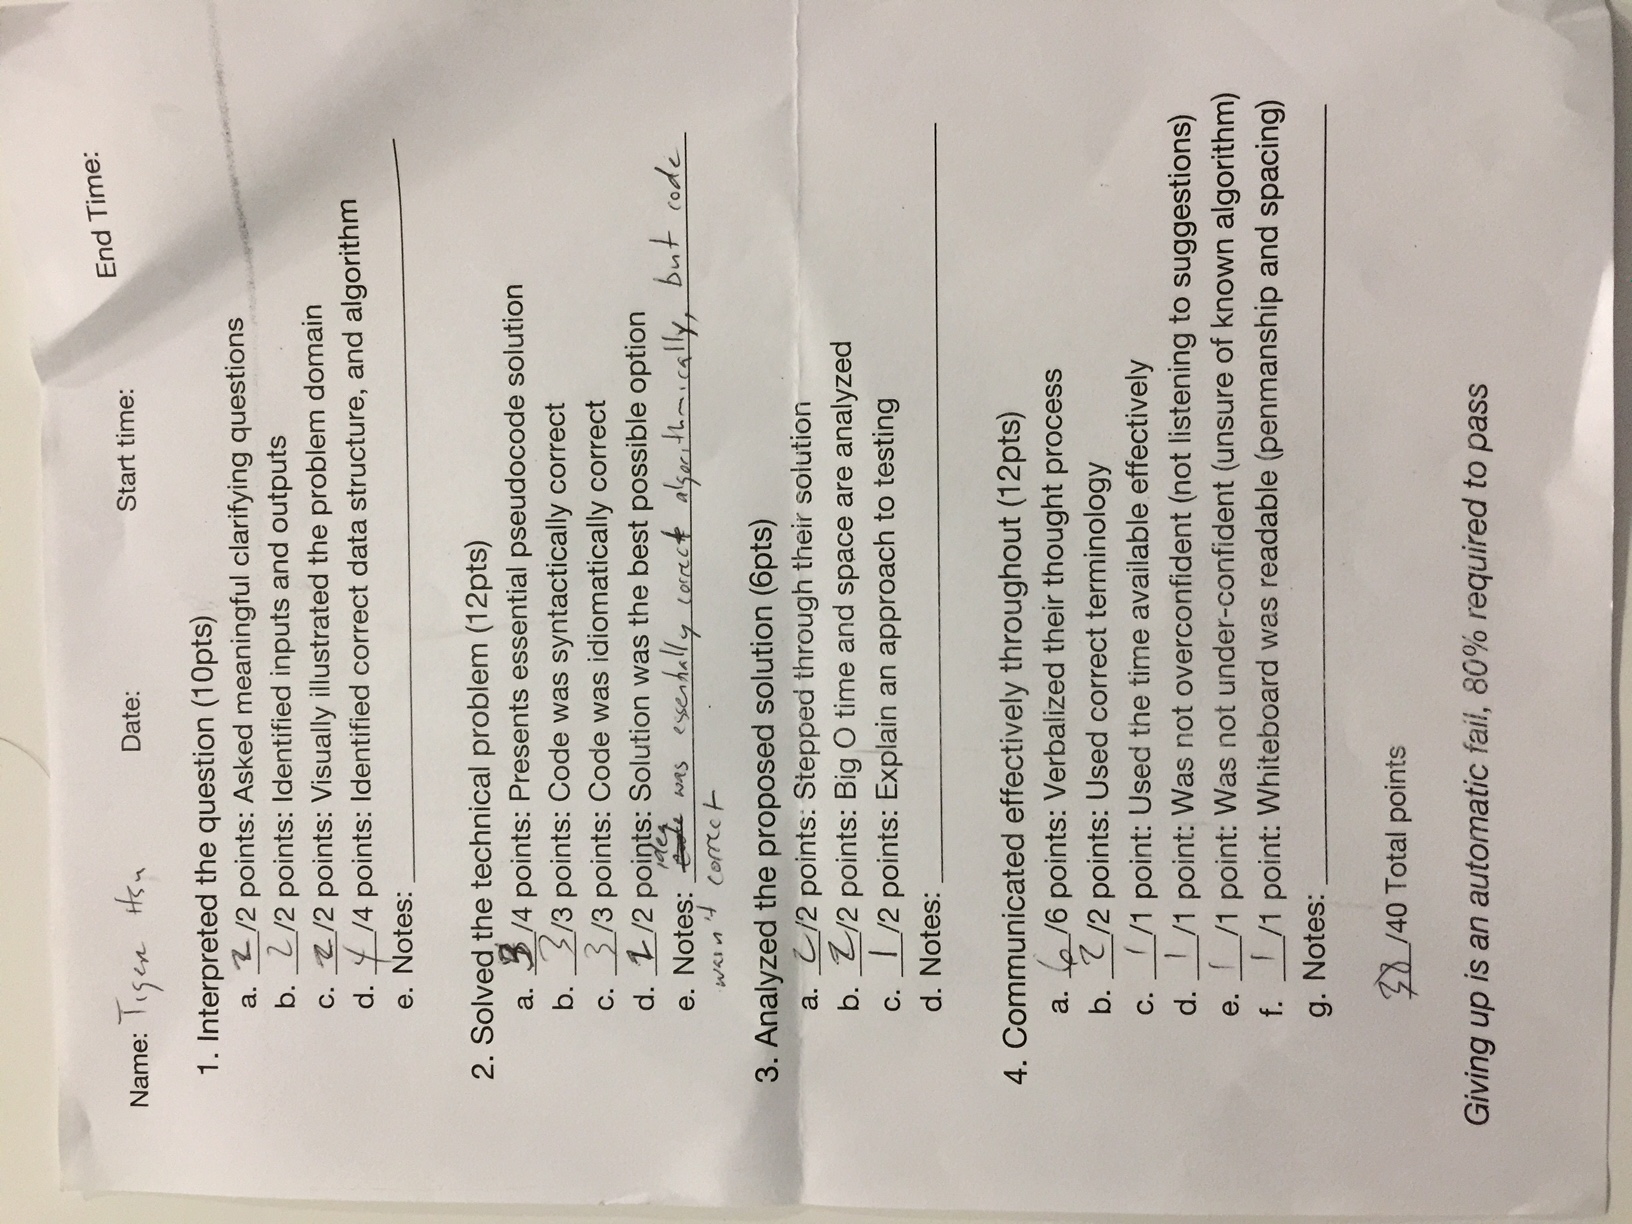 Name: Tiger Hsu Date: Start time: End Time:
1. Interpreted the question (10pts)
a. 2/2 points: Asked meaningful clarifying questions
b. 2/2 points: Identified inputs and outputs
c. 2/2 points: Visually illustrated the problem domain
d. 4/4 points: Identified correct data structure, and algorithm
e. Notes:
2. Solved the technical problem (12pts)
a. 3/4 points: Presents essential pseudocode solution
b. 3/3 points: Code was syntactically correct
c. 3/3 points: Code was idiomatically correct
d. 2/2 points: Solution was the best possible option
e. Notes: idea was essentially correct algorithmically, but code
wasn't correct
3. Analyzed the proposed solution (6pts)
a. 2/2 points: Stepped through their solution
b. 2/2 points: Big O time and space are analyzed
c. 1/2 points: Explain an approach to testing
d. Notes:
4. Communicated effectively throughout (12pts)
a. 6/6 points: Verbalized their thought process
b. 2/2 points: Used correct terminology
c. 1/1 point: Used the time available effectively
d. 1/1 point: Was not overconfident (not listening to suggestions)
e. 1/1 point: Was not under-confident (unsure of known algorithm)
f. 1/1 point: Whiteboard was readable (penmanship and spacing)
g. Notes:
38/40 Total points
Giving up is an automatic fail, 80% required to pass